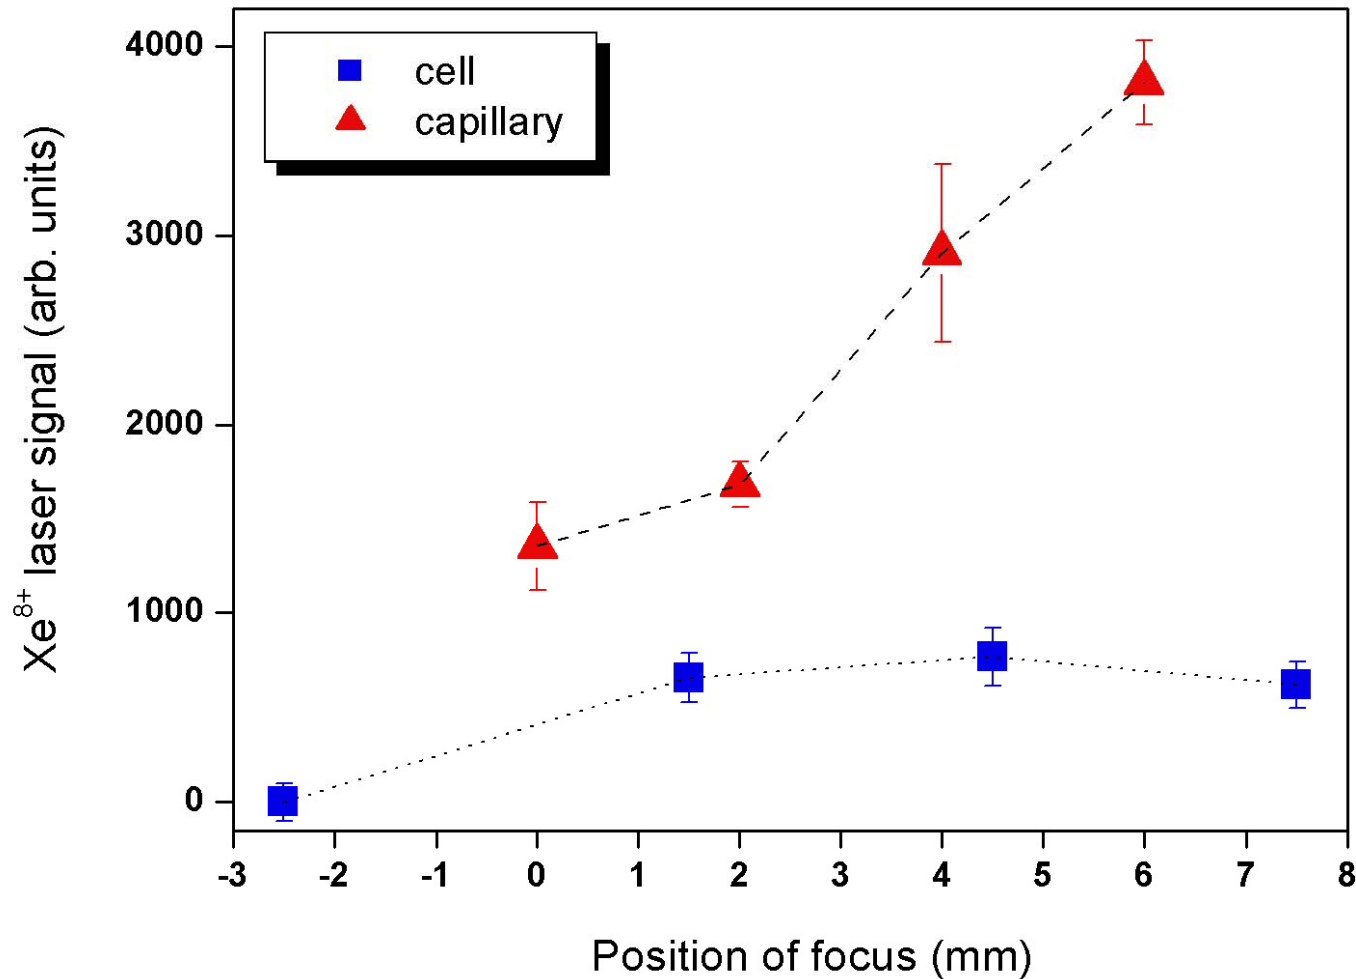 cell
capillary
4000
3000
2000
1000
0
Xe⁸⁺ laser signal (arb. units)
-3 -2 -1 0 1 2 3 4 5 6 7 8
Position of focus (mm)